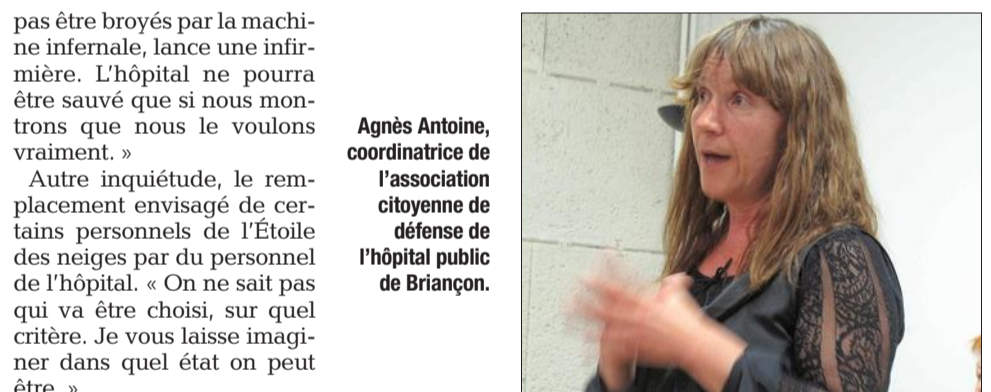 pas être broyés par la machi-
ne infernale, lance une infir-
mière. L'hôpital ne pourra
être sauvé que si nous mon-
trons que nous le voulons
vraiment. »
Autre inquiétude, le rem-
placement envisagé de cer-
tains personnels de l'Étoile
des neiges par du personnel
de l'hôpital. « On ne sait pas
qui va être choisi, sur quel
critère. Je vous laisse imagi-
ner dans quel état on peut
être. »
Agnès Antoine,
coordinatrice de
l'association
citoyenne de
défense de
l'hôpital public
de Briançon.